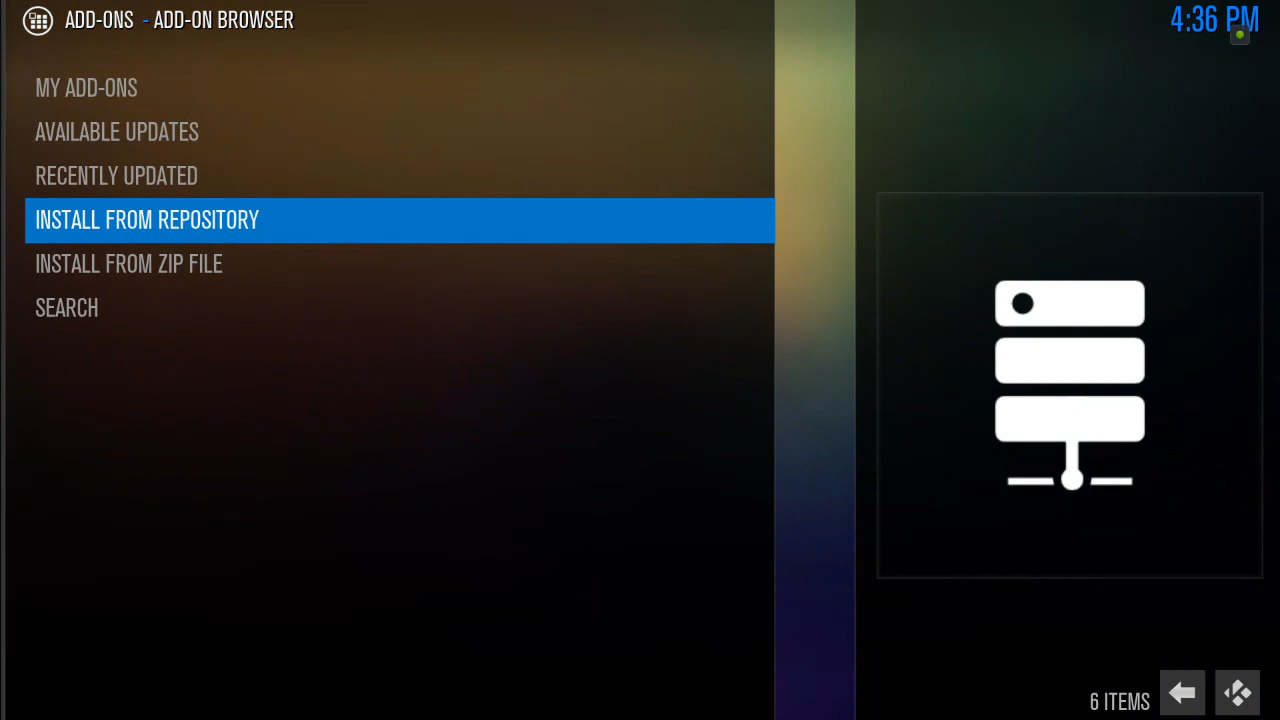 ADD-ONS - ADD-ON BROWSER
4:36 PM
MY ADD-ONS
AVAILABLE UPDATES
RECENTLY UPDATED
INSTALL FROM REPOSITORY
INSTALL FROM ZIP FILE
SEARCH
6 ITEMS